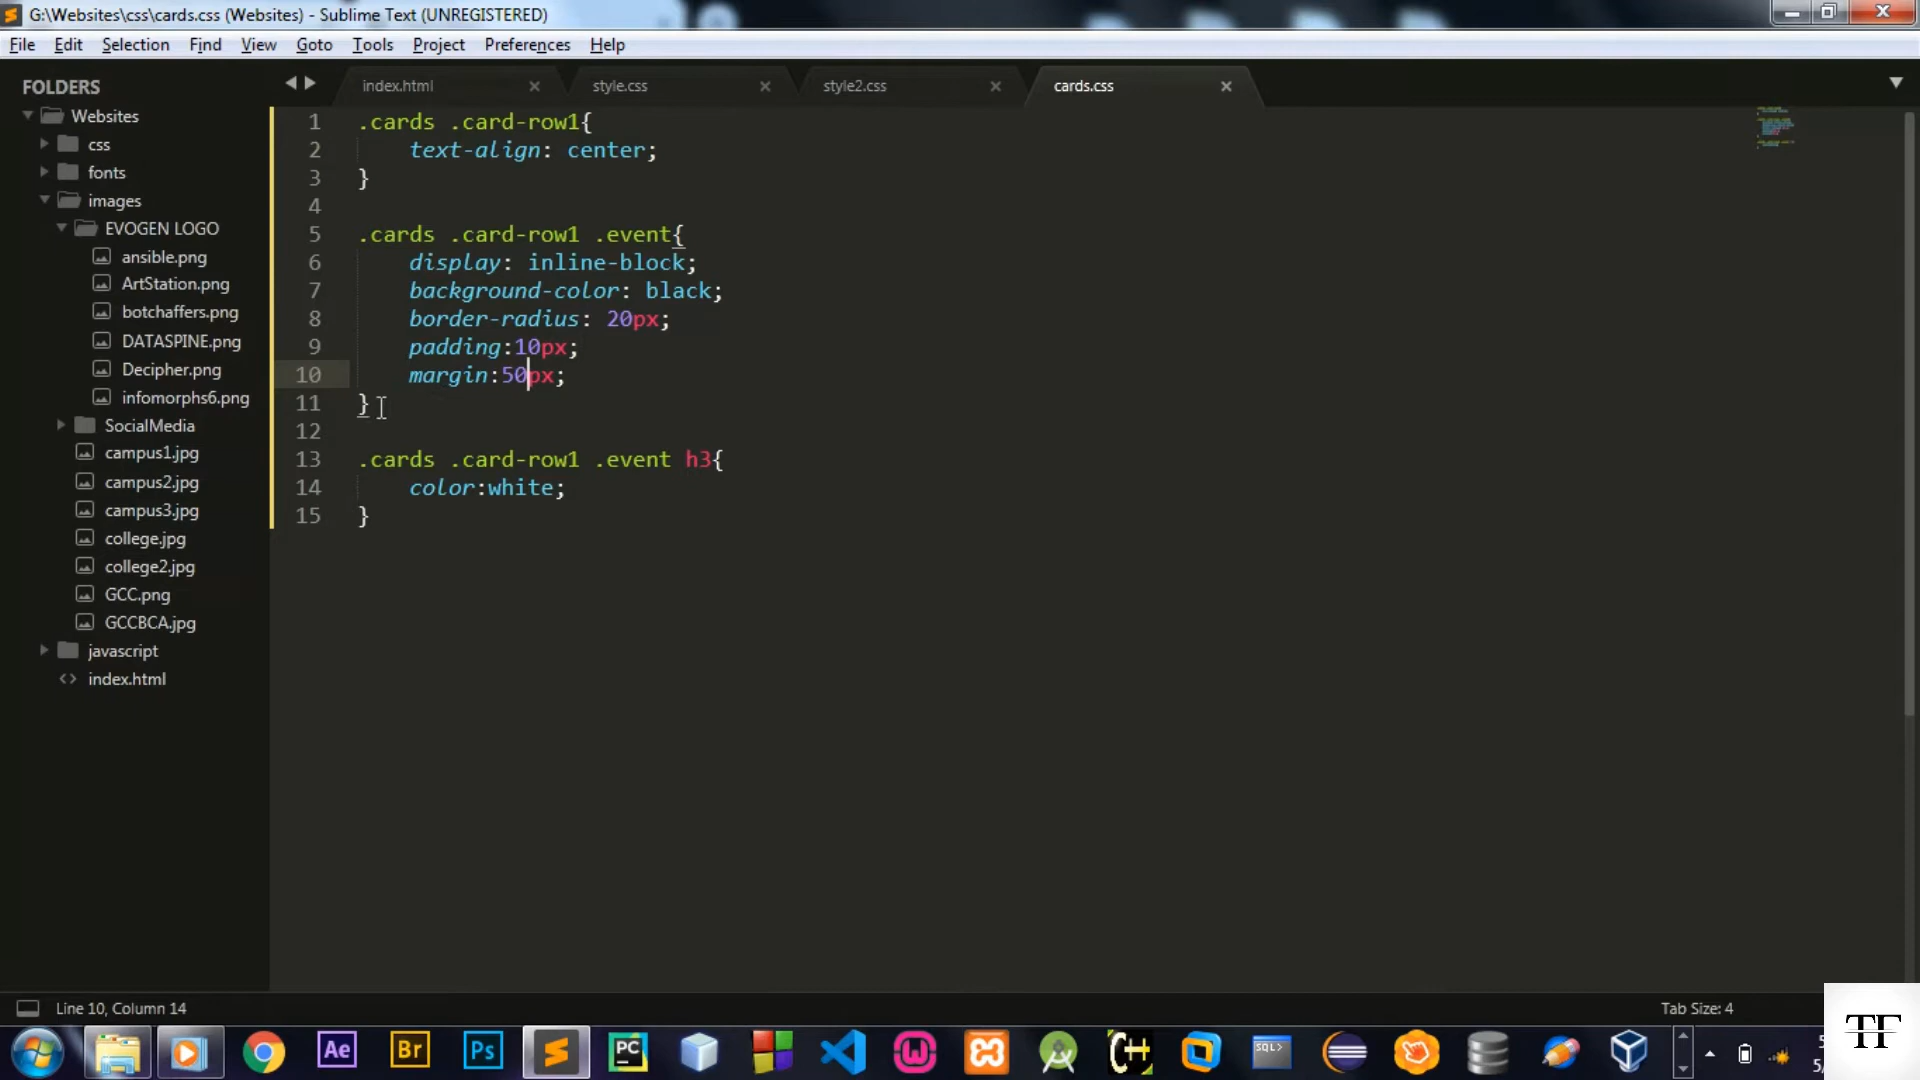 G:\Websites\css\cards.css (Websites) - Sublime Text (UNREGISTERED)
File Edit Selection Find View Goto Tools Project Preferences Help
FOLDERS
Websites
css
fonts
images
EVOGEN LOGO
ansible.png
ArtStation.png
botchaffers.png
DATASPINE.png
Decipher.png
infomorphs6.png
SocialMedia
campus1.jpg
campus2.jpg
campus3.jpg
college.jpg
college2.jpg
GCC.png
GCCBCA.jpg
javascript
index.html
index.html style.css style2.css cards.css
1 .cards .card-row1{
2 text-align: center;
3 }
4
5 .cards .card-row1 .event{
6 display: inline-block;
7 background-color: black;
8 border-radius: 20px;
9 padding:10px;
10 margin:50px;
11 }
12
13 .cards .card-row1 .event h3{
14 color:white;
15 }
Line 10, Column 14
Tab Size: 4
Ae Br Ps PC C++ SQL>
TF